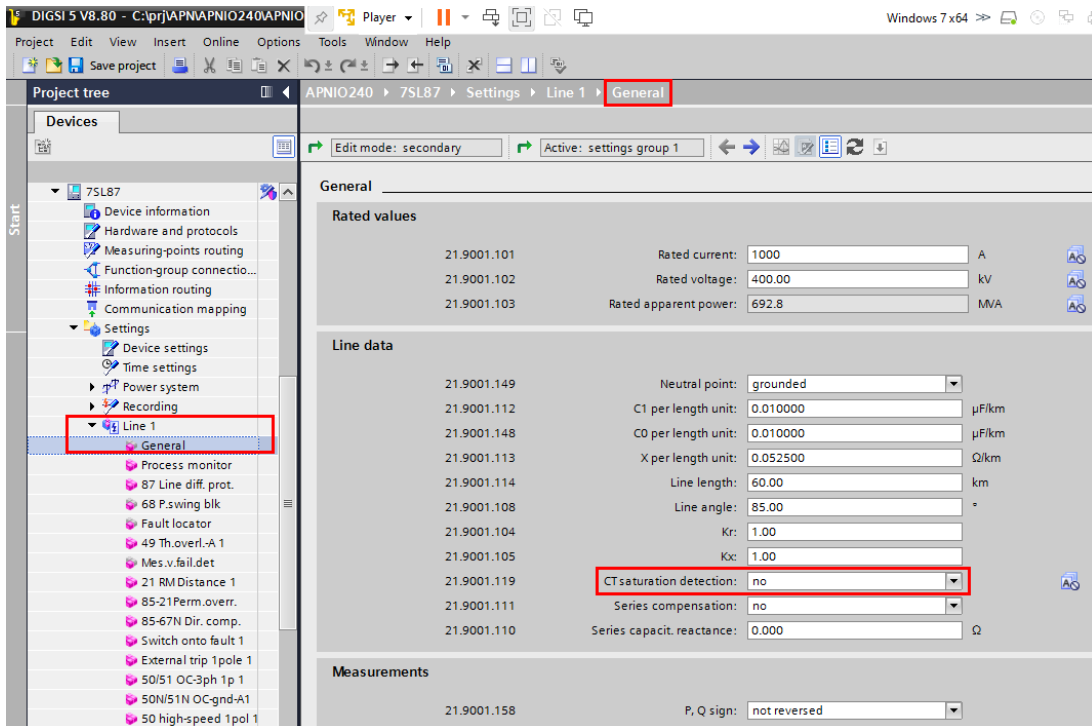 DIGSI 5 V8.80 - C:\prj\APN\APNIO240\APNIO
Player
Windows 7 x64
Project Edit View Insert Online Options Tools Window Help
Save project
Project tree
APNIO240 7SL87 Settings Line 1 General
Devices
Start
Edit mode: secondary
Active: settings group 1
7SL87
Device information
Hardware and protocols
Measuring-points routing
Function-group connectio...
Information routing
Communication mapping
Settings
Device settings
Time settings
Power system
Recording
Line 1
General
Process monitor
87 Line diff. prot.
68 P.swing blk
Fault locator
49 Th.overl.-A 1
Mes.v.fail.det
21 RM Distance 1
85-21Perm.overr.
85-67N Dir. comp.
Switch onto fault 1
External trip 1pole 1
50/51 OC-3ph 1p 1
50N/51N OC-gnd-A1
50 high-speed 1pol 1
General
Rated values
21.9001.101 Rated current: 1000 A
21.9001.102 Rated voltage: 400.00 kV
21.9001.103 Rated apparent power: 692.8 MVA
Line data
21.9001.149 Neutral point: grounded
21.9001.112 C1 per length unit: 0.010000 µF/km
21.9001.148 C0 per length unit: 0.010000 µF/km
21.9001.113 X per length unit: 0.052500 Ω/km
21.9001.114 Line length: 60.00 km
21.9001.108 Line angle: 85.00 °
21.9001.104 Kr: 1.00
21.9001.105 Kx: 1.00
21.9001.119 CT saturation detection: no
21.9001.111 Series compensation: no
21.9001.110 Series capacit. reactance: 0.000 Ω
Measurements
21.9001.158 P, Q sign: not reversed